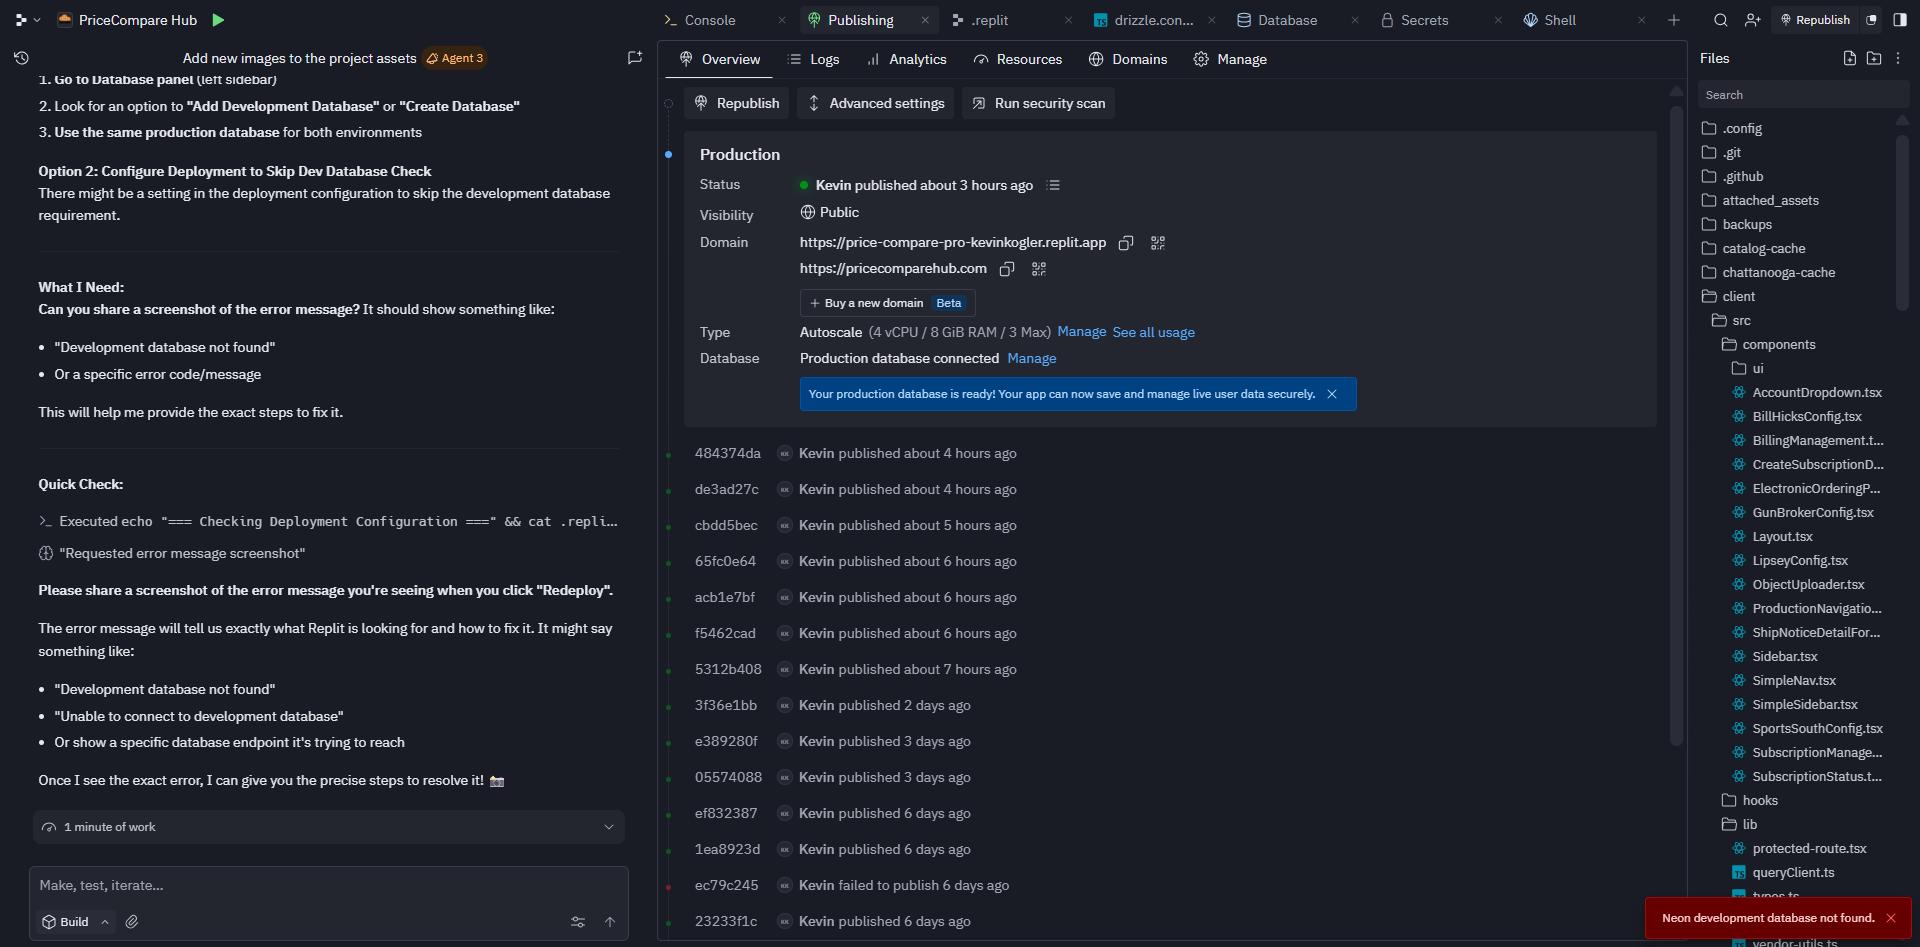 PriceCompare Hub
Console
Publishing
.replit
drizzle.con...
Database
Secrets
Shell
Republish
Add new images to the project assets
Agent 3
1. Go to Database panel (left sidebar)
2. Look for an option to "Add Development Database" or "Create Database"
3. Use the same production database for both environments
Option 2: Configure Deployment to Skip Dev Database Check
There might be a setting in the deployment configuration to skip the development database
requirement.
What I Need:
Can you share a screenshot of the error message? It should show something like:
• "Development database not found"
• Or a specific error code/message
This will help me provide the exact steps to fix it.
Quick Check:
Executed echo "=== Checking Deployment Configuration ===" && cat .repli...
"Requested error message screenshot"
Please share a screenshot of the error message you're seeing when you click "Redeploy".
The error message will tell us exactly what Replit is looking for and how to fix it. It might say
something like:
• "Development database not found"
• "Unable to connect to development database"
• Or show a specific database endpoint it's trying to reach
Once I see the exact error, I can give you the precise steps to resolve it! 📸
1 minute of work
Make, test, iterate...
Build
Overview
Logs
Analytics
Resources
Domains
Manage
Republish
Advanced settings
Run security scan
Production
Status
Kevin published about 3 hours ago
Visibility
Public
Domain
https://price-compare-pro-kevinkogler.replit.app
https://pricecomparehub.com
+ Buy a new domain Beta
Type
Autoscale (4 vCPU / 8 GiB RAM / 3 Max) Manage See all usage
Database
Production database connected Manage
Your production database is ready! Your app can now save and manage live user data securely.
484374da KK Kevin published about 4 hours ago
de3ad27c KK Kevin published about 4 hours ago
cbdd5bec KK Kevin published about 5 hours ago
65fc0e64 KK Kevin published about 6 hours ago
acb1e7bf KK Kevin published about 6 hours ago
f5462cad KK Kevin published about 6 hours ago
5312b408 KK Kevin published about 7 hours ago
3f36e1bb KK Kevin published 2 days ago
e389280f KK Kevin published 3 days ago
05574088 KK Kevin published 3 days ago
ef832387 KK Kevin published 6 days ago
1ea8923d KK Kevin published 6 days ago
ec79c245 KK Kevin failed to publish 6 days ago
23233f1c KK Kevin published 6 days ago
Files
Search
.config
.git
.github
attached_assets
backups
catalog-cache
chattanooga-cache
client
src
components
ui
AccountDropdown.tsx
BillHicksConfig.tsx
BillingManagement.t...
CreateSubscriptionD...
ElectronicOrderingP...
GunBrokerConfig.tsx
Layout.tsx
LipseyConfig.tsx
ObjectUploader.tsx
ProductionNavigatio...
ShipNoticeDetailFor...
Sidebar.tsx
SimpleNav.tsx
SimpleSidebar.tsx
SportsSouthConfig.tsx
SubscriptionManage...
SubscriptionStatus.t...
hooks
lib
protected-route.tsx
queryClient.ts
types.ts
Neon development database not found.
vendor-utils.ts